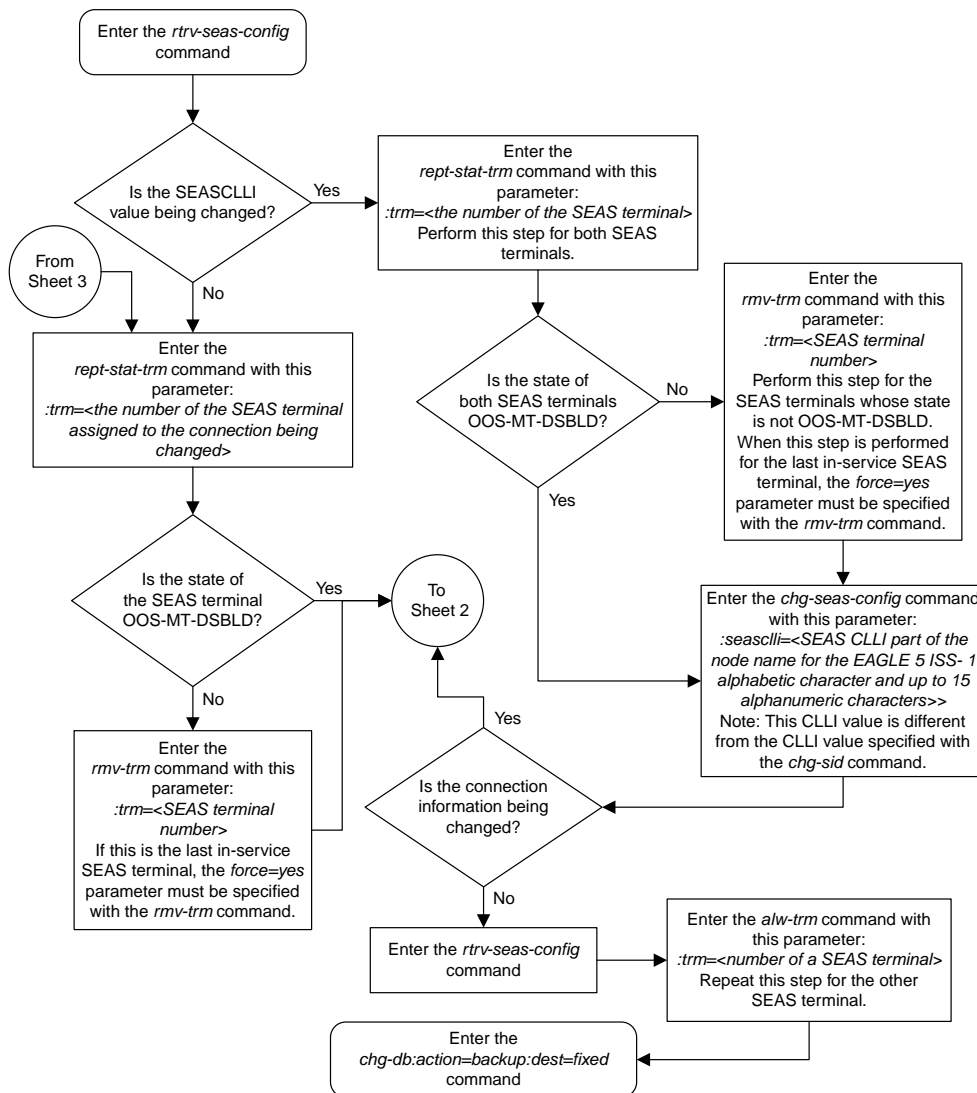 Enter the rtrv-seas-config
command
Is the SEASCLLI
value being changed?
Yes
No
Enter the
rept-stat-trm command with this
parameter:
:trm=<the number of the SEAS terminal>
Perform this step for both SEAS
terminals.
From
Sheet 3
Enter the
rept-stat-trm command with this
parameter:
:trm=<the number of the SEAS terminal
assigned to the connection being
changed>
Is the state of
both SEAS terminals
OOS-MT-DSBLD?
No
Yes
Enter the
rmv-trm command with this
parameter:
:trm=<SEAS terminal
number>
Perform this step for the
SEAS terminals whose state
is not OOS-MT-DSBLD.
When this step is performed
for the last in-service SEAS
terminal, the force=yes
parameter must be specified
with the rmv-trm command.
Is the state of
the SEAS terminal
OOS-MT-DSBLD?
Yes
No
To
Sheet 2
Enter the chg-seas-config command
with this parameter:
:seasclli=<SEAS CLLI part of the
node name for the EAGLE 5 ISS- 1
alphabetic character and up to 15
alphanumeric characters>>
Note: This CLLI value is different
from the CLLI value specified with
the chg-sid command.
Enter the
rmv-trm command with this
parameter:
:trm=<SEAS terminal
number>
If this is the last in-service
SEAS terminal, the force=yes
parameter must be specified
with the rmv-trm command.
Yes
Is the connection
information being
changed?
No
Enter the rtrv-seas-config
command
Enter the alw-trm command with
this parameter:
:trm=<number of a SEAS terminal>
Repeat this step for the other
SEAS terminal.
Enter the
chg-db:action=backup:dest=fixed
command